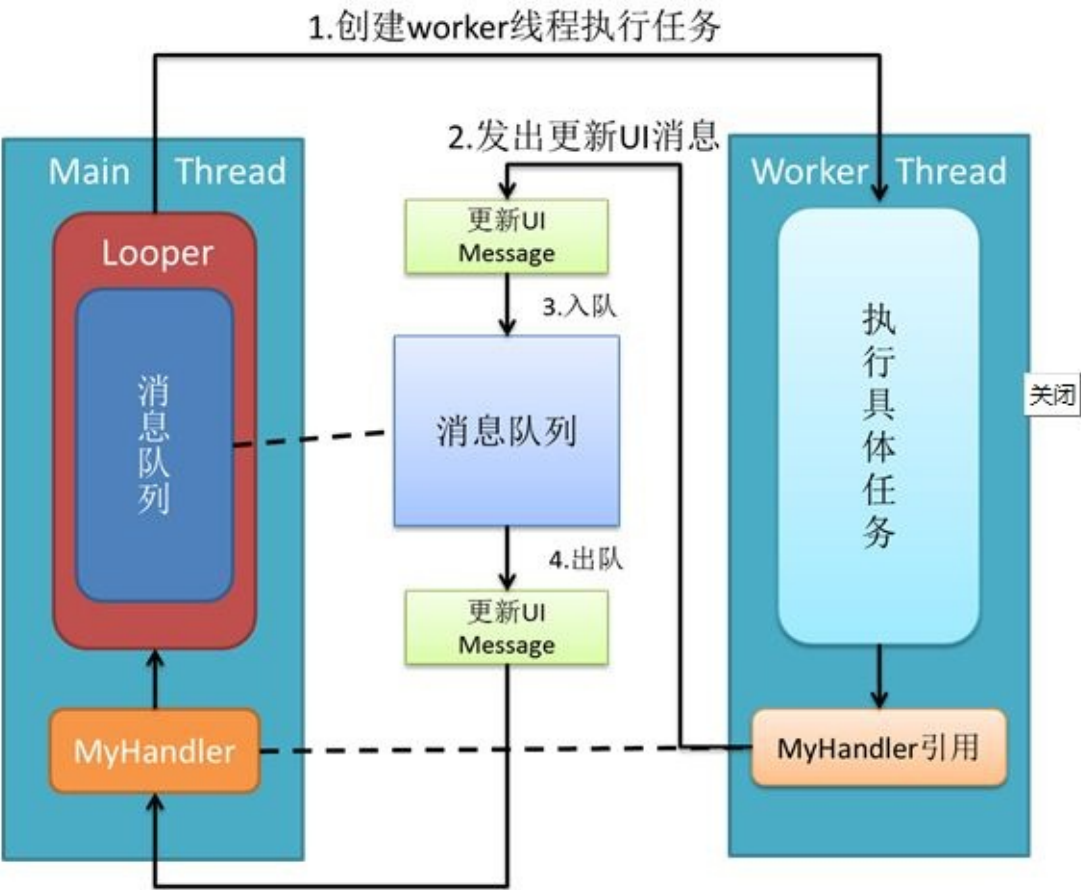 1.创建worker线程执行任务
2.发出更新UI消息
Main Thread
Worker Thread
更新UI
Message
Looper
3.入队
执行具体任务
消息队列
关闭
消息队列
4.出队
更新UI
Message
MyHandler
MyHandler引用